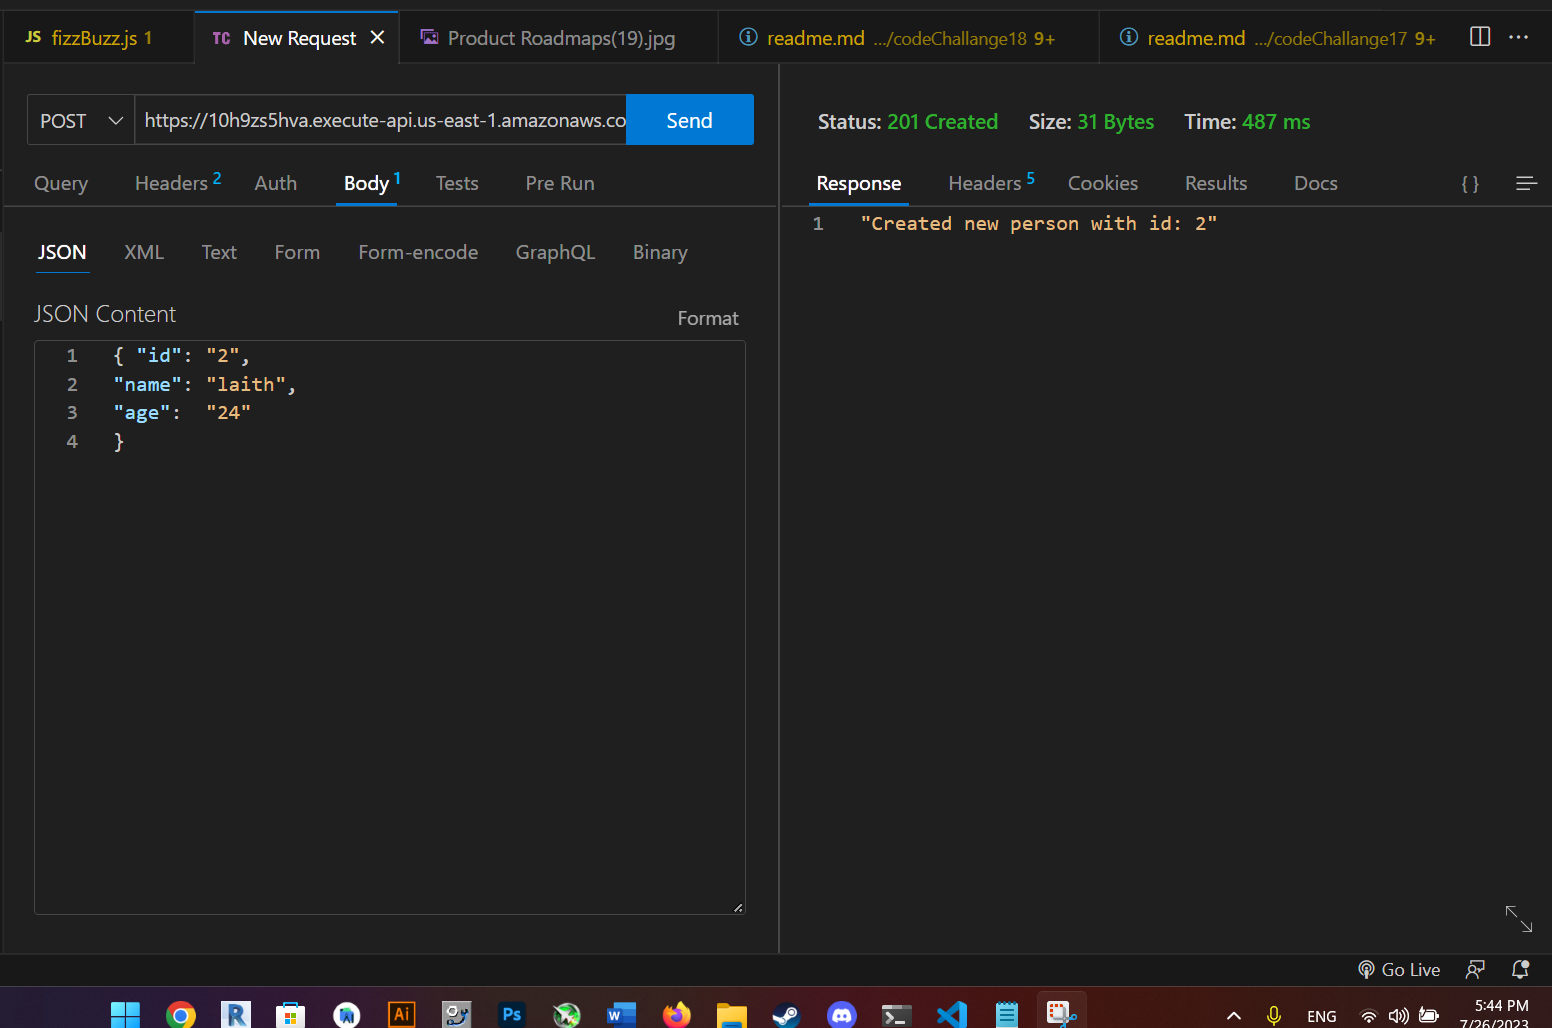 JS fizzBuzz.js 1
TC New Request
Product Roadmaps(19).jpg
readme.md .../codeChallange18 9+
readme.md .../codeChallange17 9+
POST
https://10h9zs5hva.execute-api.us-east-1.amazonaws.co
Send
Query
Headers 2
Auth
Body 1
Tests
Pre Run
JSON
XML
Text
Form
Form-encode
GraphQL
Binary
JSON Content
Format
1 { "id": "2",
2 "name": "laith",
3 "age":  "24"
4 }
Status: 201 Created
Size: 31 Bytes
Time: 487 ms
Response
Headers 5
Cookies
Results
Docs
{ }
1 "Created new person with id: 2"
Go Live
R
Ai
Ps
W
ENG
5:44 PM
7/26/2023